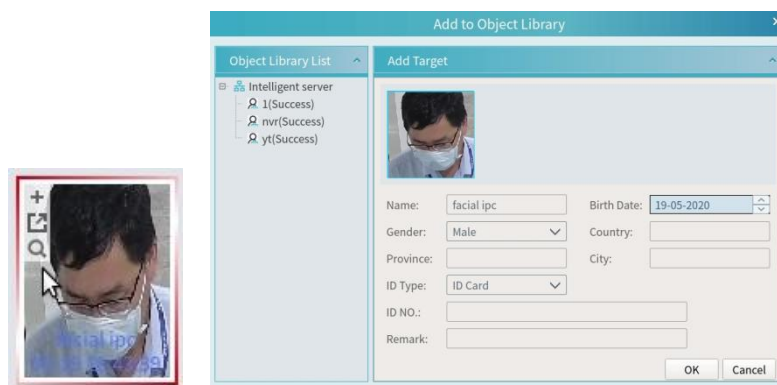 facial ipc
Add to Object Library
Object Library List
Intelligent server
1(Success)
nvr(Success)
yt(Success)
Add Target
Name: facial ipc Birth Date: 19-05-2020
Gender: Male Country:
Province: City:
ID Type: ID Card
ID NO.:
Remark:
OK Cancel